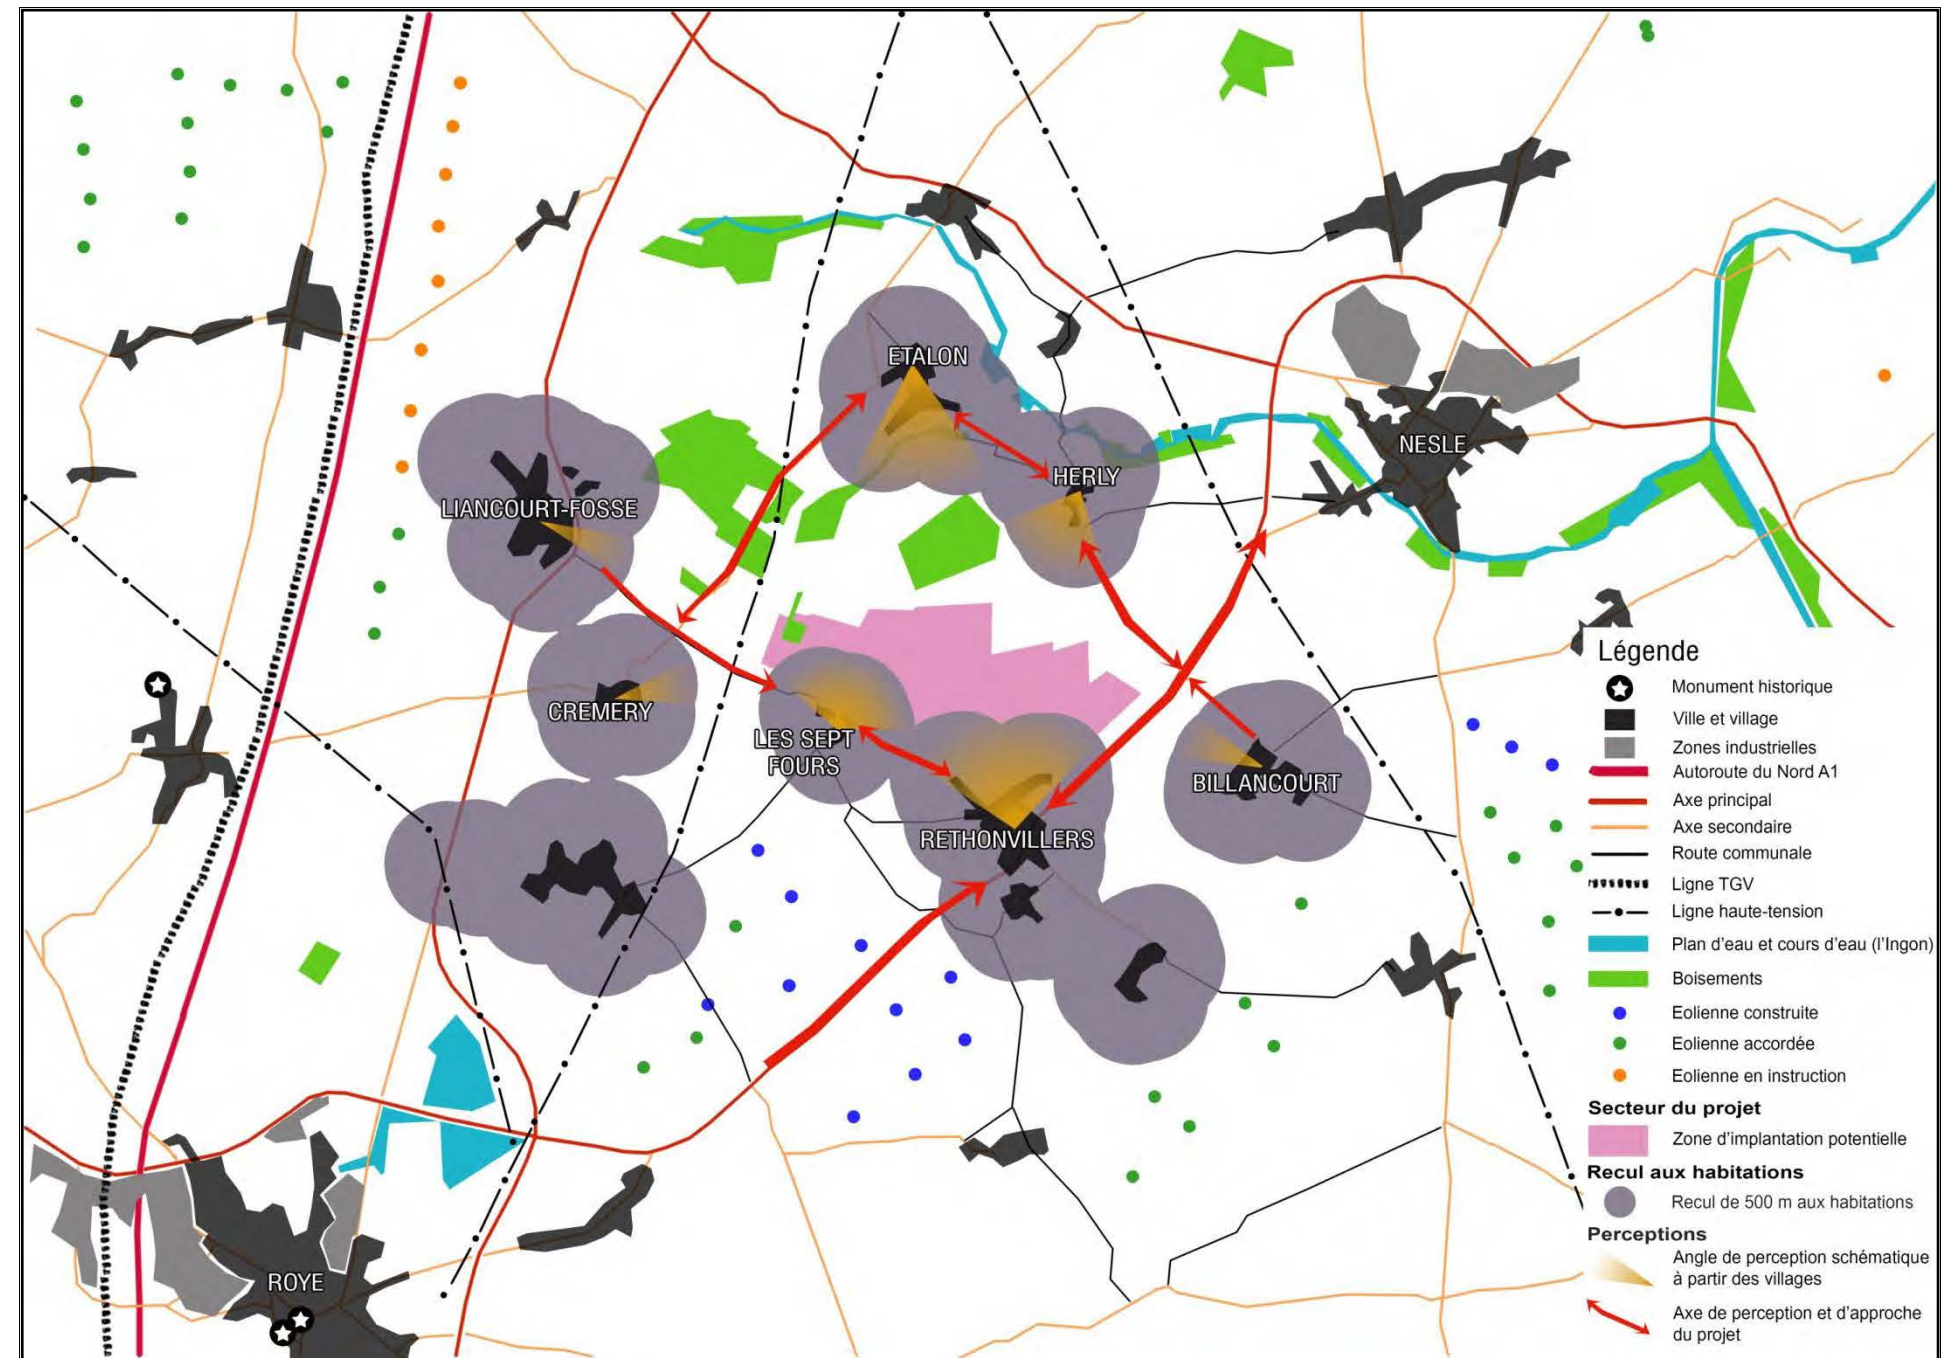 ETALON
NESLE
HERLY
LIANCOURT-FOSSE
CREMERY
LES SEPT
FOURS
BILLANCOURT
RETHONVILLERS
ROYE
Légende
Monument historique
Ville et village
Zones industrielles
Autoroute du Nord A1
Axe principal
Axe secondaire
Route communale
Ligne TGV
Ligne haute-tension
Plan d'eau et cours d'eau (l'Ingon)
Boisements
Eolienne construite
Eolienne accordée
Eolienne en instruction
Secteur du projet
Zone d'implantation potentielle
Recul aux habitations
Recul de 500 m aux habitations
Perceptions
Angle de perception schématique
à partir des villages
Axe de perception et d'approche
du projet